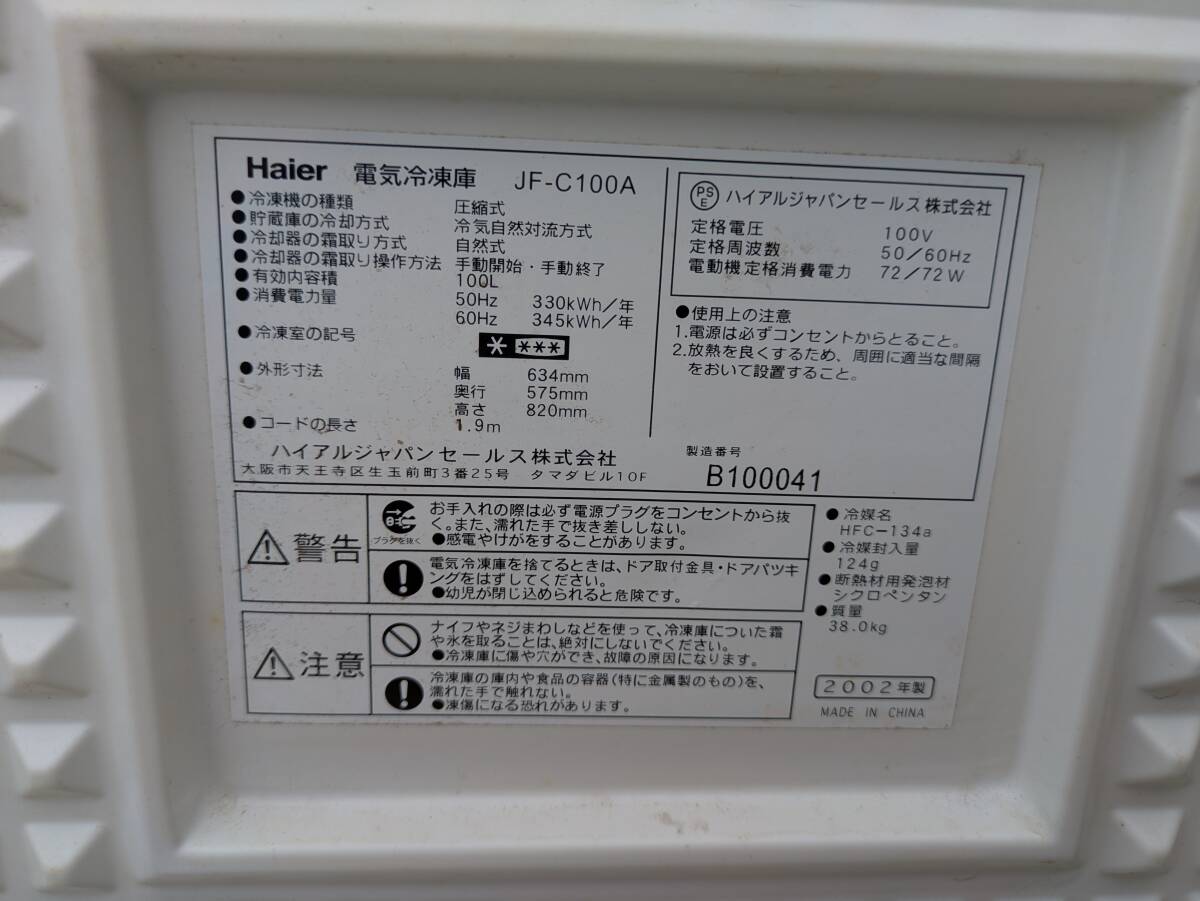 Haier 電気冷凍庫 JF-C100A
●冷凍機の種類 圧縮式
●貯蔵庫の冷却方式 冷気自然対流方式
●冷却器の霜取り方式 自然式
●冷却器の霜取り操作方法 手動開始・手動終了
●有効内容積 100L
●消費電力量 50Hz 330kWh/年
60Hz 345kWh/年
●冷凍室の記号 * ***
●外形寸法 幅 634mm
奥行 575mm
高さ 820mm
●コードの長さ 1.9m
ハイアルジャパンセールス株式会社
大阪市天王寺区生玉前町3番25号 タマダビル10F
PS
E
ハイアルジャパンセールス株式会社
定格電圧 100V
定格周波数 50/60Hz
電動機定格消費電力 72/72W
●使用上の注意
1.電源は必ずコンセントからとること。
2.放熱を良くするため、周囲に適当な間隔
をおいて設置すること。
製造番号
B100041
警告
プラグを抜く
お手入れの際は必ず電源プラグをコンセントから抜
く。また、濡れた手で抜き差ししない。
●感電やけがをすることがあります。
電気冷凍庫を捨てるときは、ドア取付金具・ドアパツキ
ングをはずしてください。
●幼児が閉じ込められると危険です。
注意
ナイフやネジまわしなどを使って、冷凍庫についた霜
や氷を取ることは、絶対にしないでください。
●冷凍庫に傷や穴ができ、故障の原因になります。
冷凍庫の庫内や食品の容器(特に金属製のもの)を、
濡れた手で触れない。
●凍傷になる恐れがあります。
●冷媒名
HFC-134a
●冷媒封入量
124g
●断熱材用発泡材
シクロペンタン
●質量
38.0kg
2002年製
MADE IN CHINA